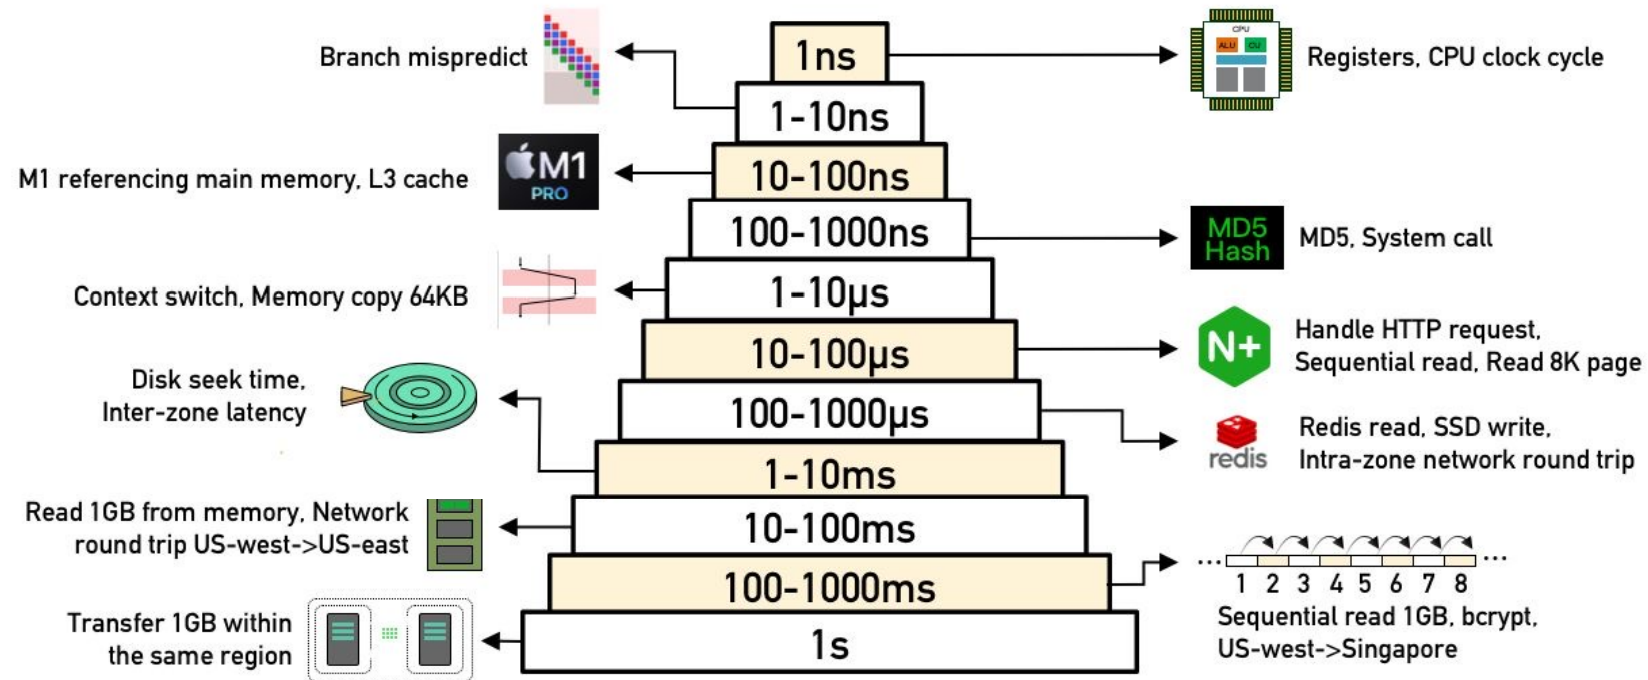 1ns
Registers, CPU clock cycle
CPU
ALU
CU
Branch mispredict
1-10ns
M1 referencing main memory, L3 cache
M1
PRO
10-100ns
100-1000ns
MD5
Hash
MD5, System call
Context switch, Memory copy 64KB
1-10µs
10-100µs
N+
Handle HTTP request,
Sequential read, Read 8K page
Disk seek time,
Inter-zone latency
100-1000µs
redis
Redis read, SSD write,
Intra-zone network round trip
1-10ms
Read 1GB from memory, Network
round trip US-west->US-east
10-100ms
100-1000ms
... ...
1 2 3 4 5 6 7 8
Sequential read 1GB, bcrypt,
US-west->Singapore
Transfer 1GB within
the same region
1s